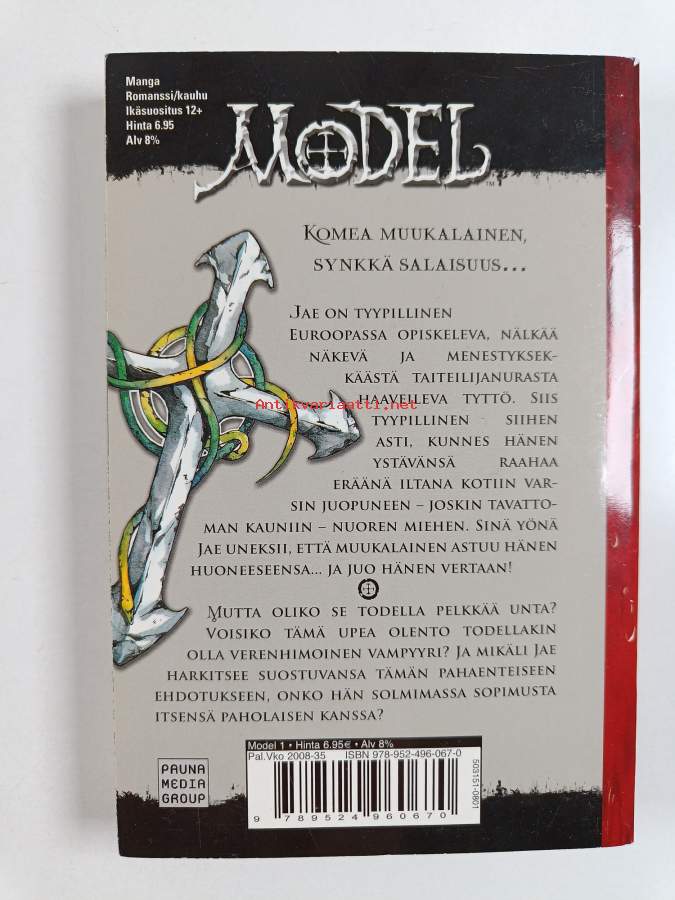 Manga
Romanssi/kauhu
Ikäsuositus 12+
Hinta 6.95
Alv 8%
MODEL™
KOMEA MUUKALAINEN,
SYNKKÄ SALAISUUS...
JAE ON TYYPILLINEN
EUROOPASSA OPISKELEVA, NÄLKÄÄ
NÄKEVÄ JA MENESTYKSEK-
KÄÄSTÄ TAITEILIJANURASTA
HAAVEILEVA TYTTÖ. SIIS
Antikvariaatti.net
TYYPILLINEN SIIHEN
ASTI, KUNNES HÄNEN
YSTÄVÄNSÄ RAAHAA
ERÄÄNÄ ILTANA KOTIIN VAR-
SIN JUOPUNEEN – JOSKIN TAVATTO-
MAN KAUNIIN – NUOREN MIEHEN. SINÄ YÖNÄ
JAE UNEKSII, ETTÄ MUUKALAINEN ASTUU HÄNEN
HUONEESEENSA... JA JUO HÄNEN VERTAAN!
MUTTA OLIKO SE TODELLA PELKKÄÄ UNTA?
VOISIKO TÄMÄ UPEA OLENTO TODELLAKIN
OLLA VERENHIMOINEN VAMPYYRI? JA MIKÄLI JAE
HARKITSEE SUOSTUVANSA TÄMÄN PAHAENTEISEEN
EHDOTUKSEEN, ONKO HÄN SOLMIMASSA SOPIMUSTA
ITSENSÄ PAHOLAISEN KANSSA?
PAUNA
MEDIA
GROUP
Model 1 • Hinta 6.95€ • Alv 8%
Pal.Vko 2008-35 ISBN 978-952-496-067-0
9 789524 960670
503151-0801